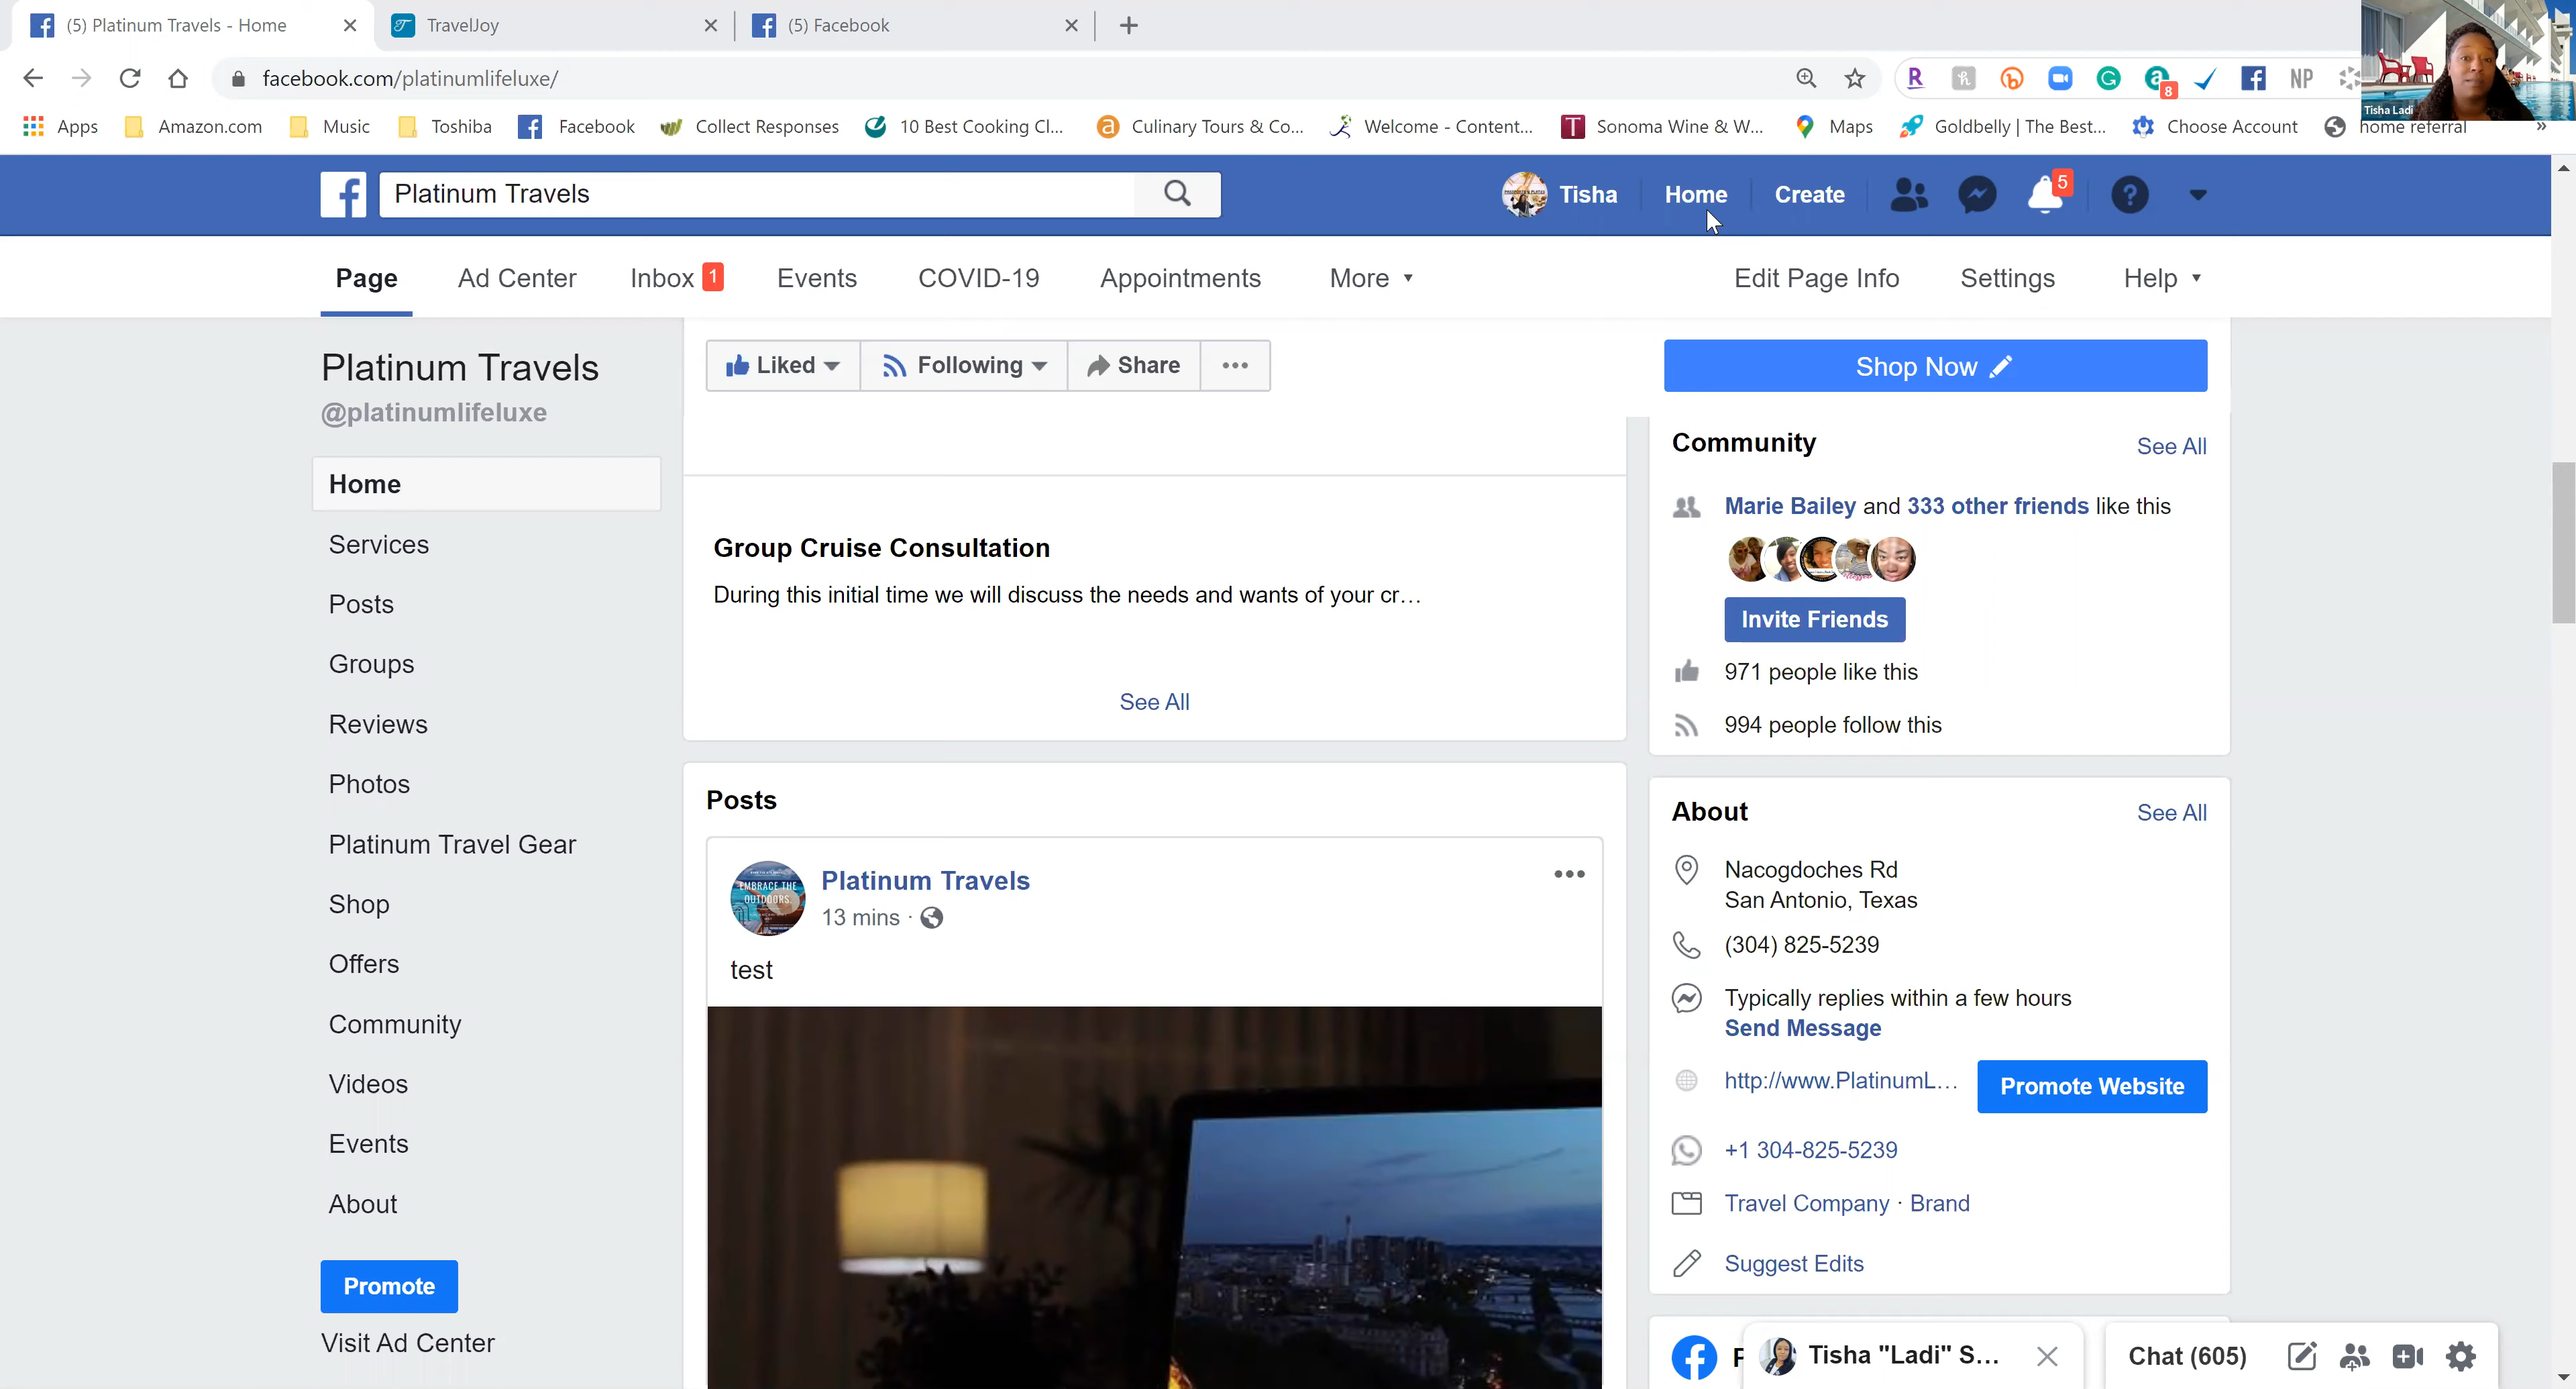 (5) Platinum Travels - Home
TravelJoy
(5) Facebook
facebook.com/platinumlifeluxe/
8
NP
Tisha Ladi
Apps
Amazon.com
Music
Toshiba
Facebook
Collect Responses
10 Best Cooking Cl...
Culinary Tours & Co...
Welcome - Content...
Sonoma Wine & W...
Maps
Goldbelly | The Best...
Choose Account
home referral
»
Platinum Travels
Tisha
Home
Create
5
Page
Ad Center
Inbox 1
Events
COVID-19
Appointments
More
Edit Page Info
Settings
Help
Platinum Travels
@platinumlifeluxe
Home
Services
Posts
Groups
Reviews
Photos
Platinum Travel Gear
Shop
Offers
Community
Videos
Events
About
Promote
Visit Ad Center
Liked
Following
Share
Shop Now
Group Cruise Consultation
During this initial time we will discuss the needs and wants of your cr...
See All
Posts
EMBRACE THE
OUTDOORS.
Platinum Travels
13 mins ·
test
Community
See All
Marie Bailey and 333 other friends like this
Invite Friends
971 people like this
994 people follow this
About
See All
Nacogdoches Rd
San Antonio, Texas
(304) 825-5239
Typically replies within a few hours
Send Message
http://www.PlatinumL...
Promote Website
+1 304-825-5239
Travel Company · Brand
Suggest Edits
Tisha "Ladi" S...
Chat (605)